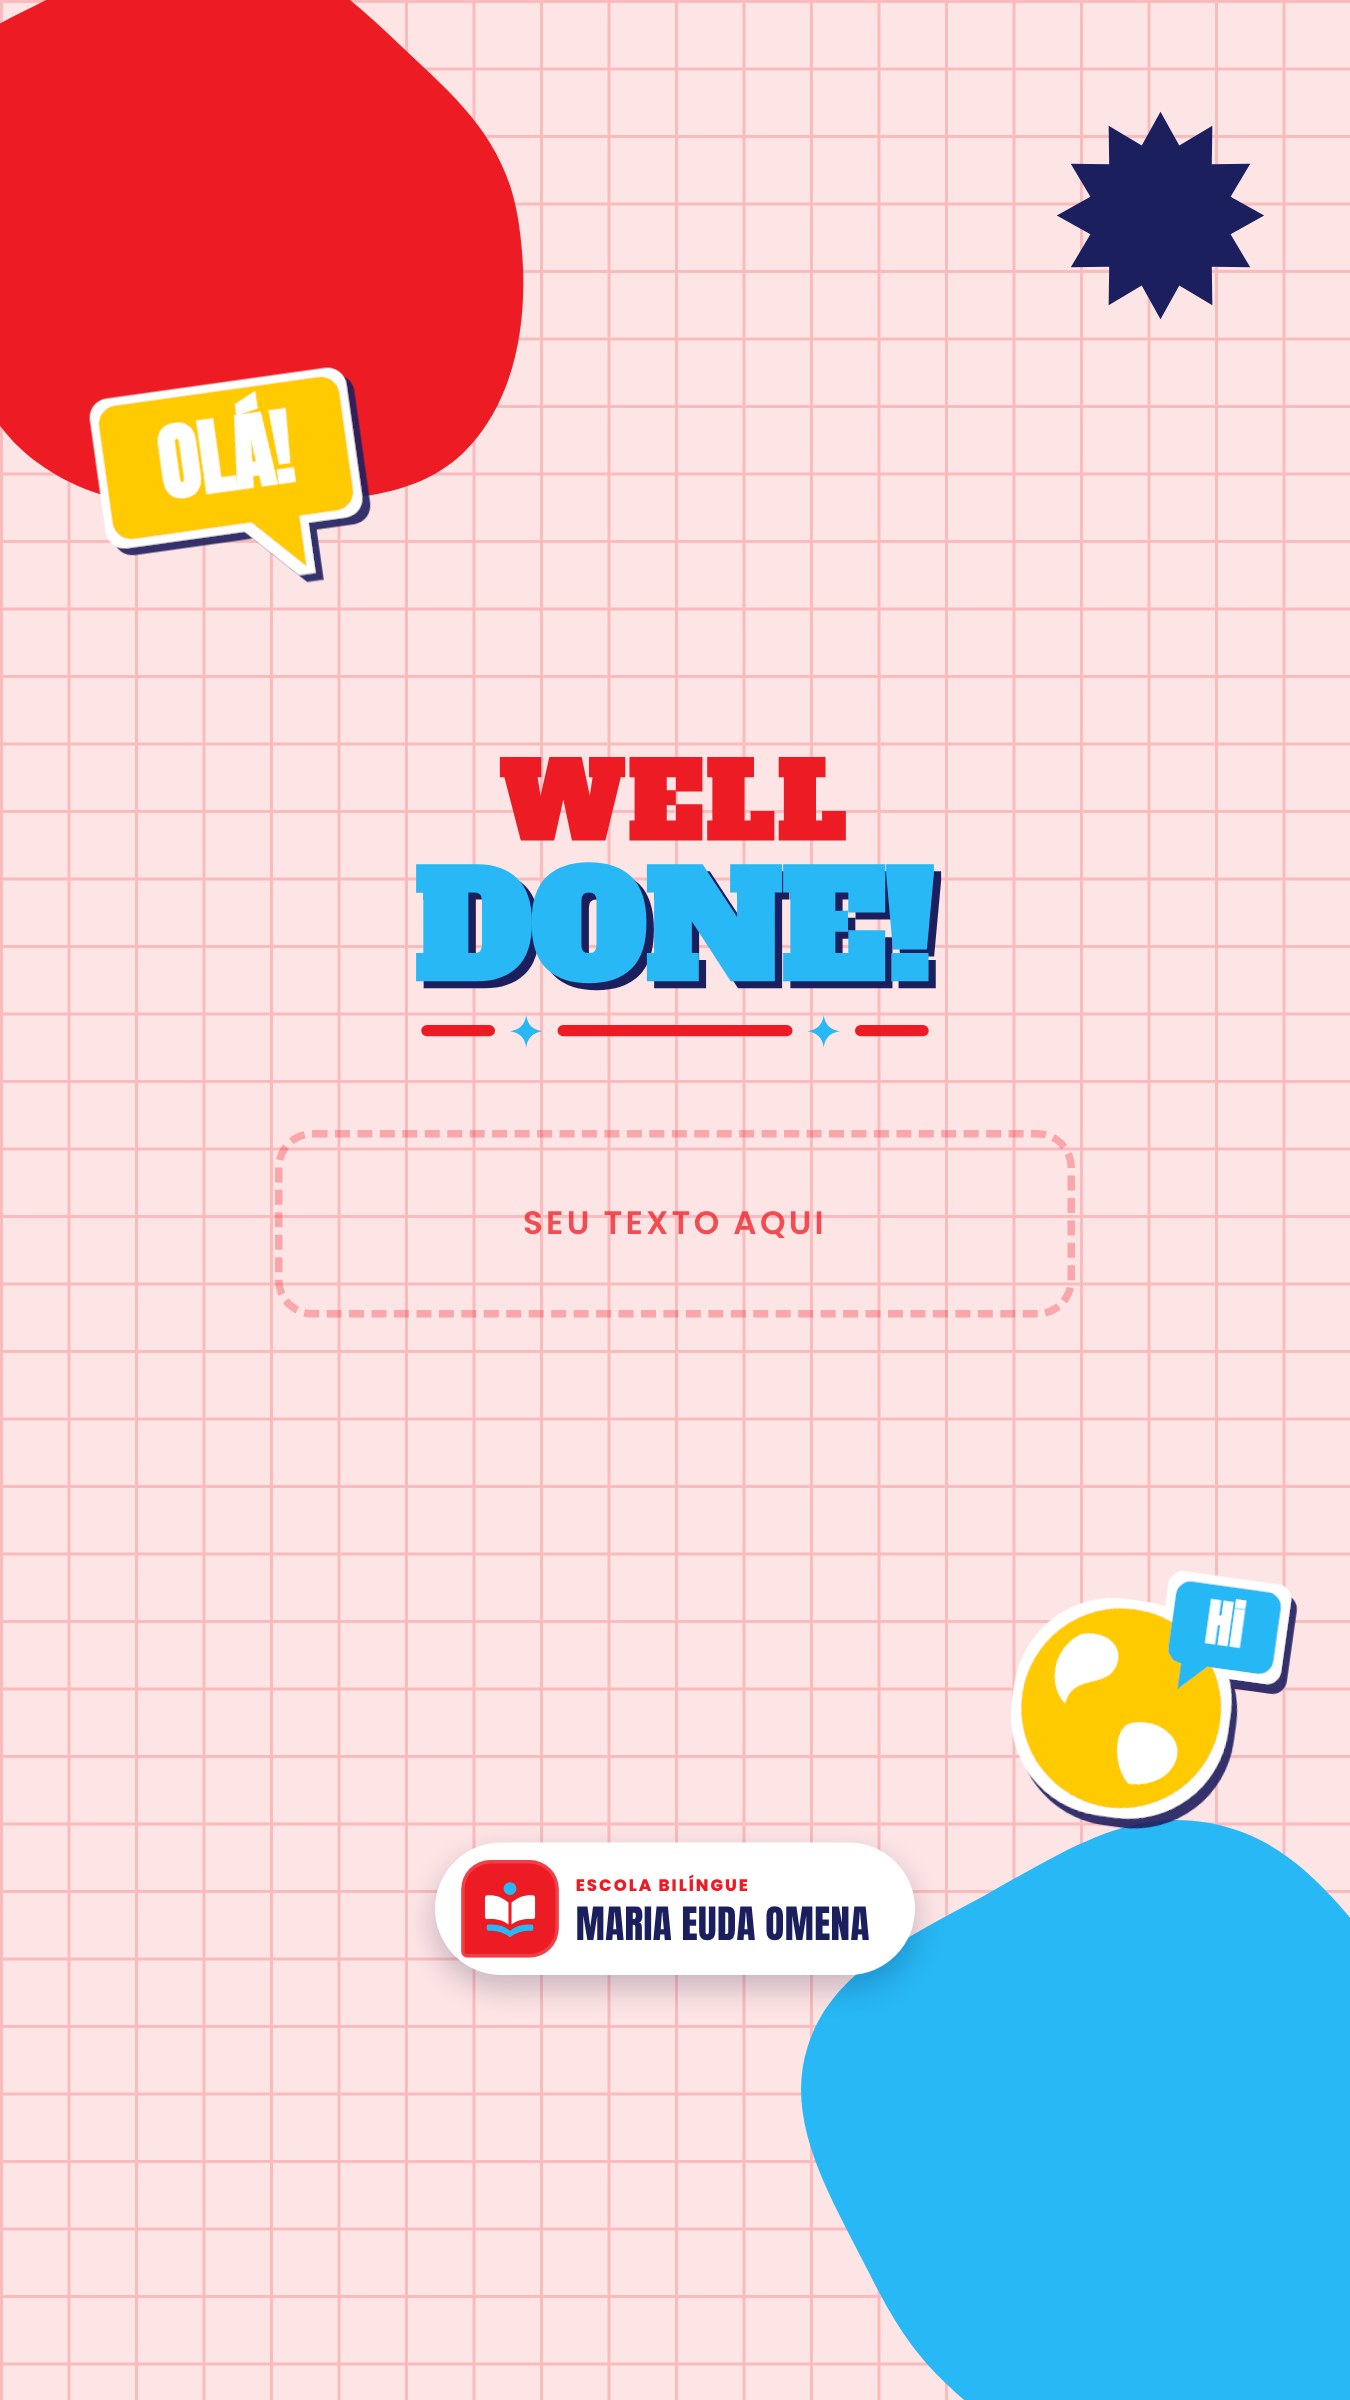 OLÁ!
WELL
DONE!
SEU TEXTO AQUI
Hi
ESCOLA BILÍNGUE
MARIA EUDA OMENA